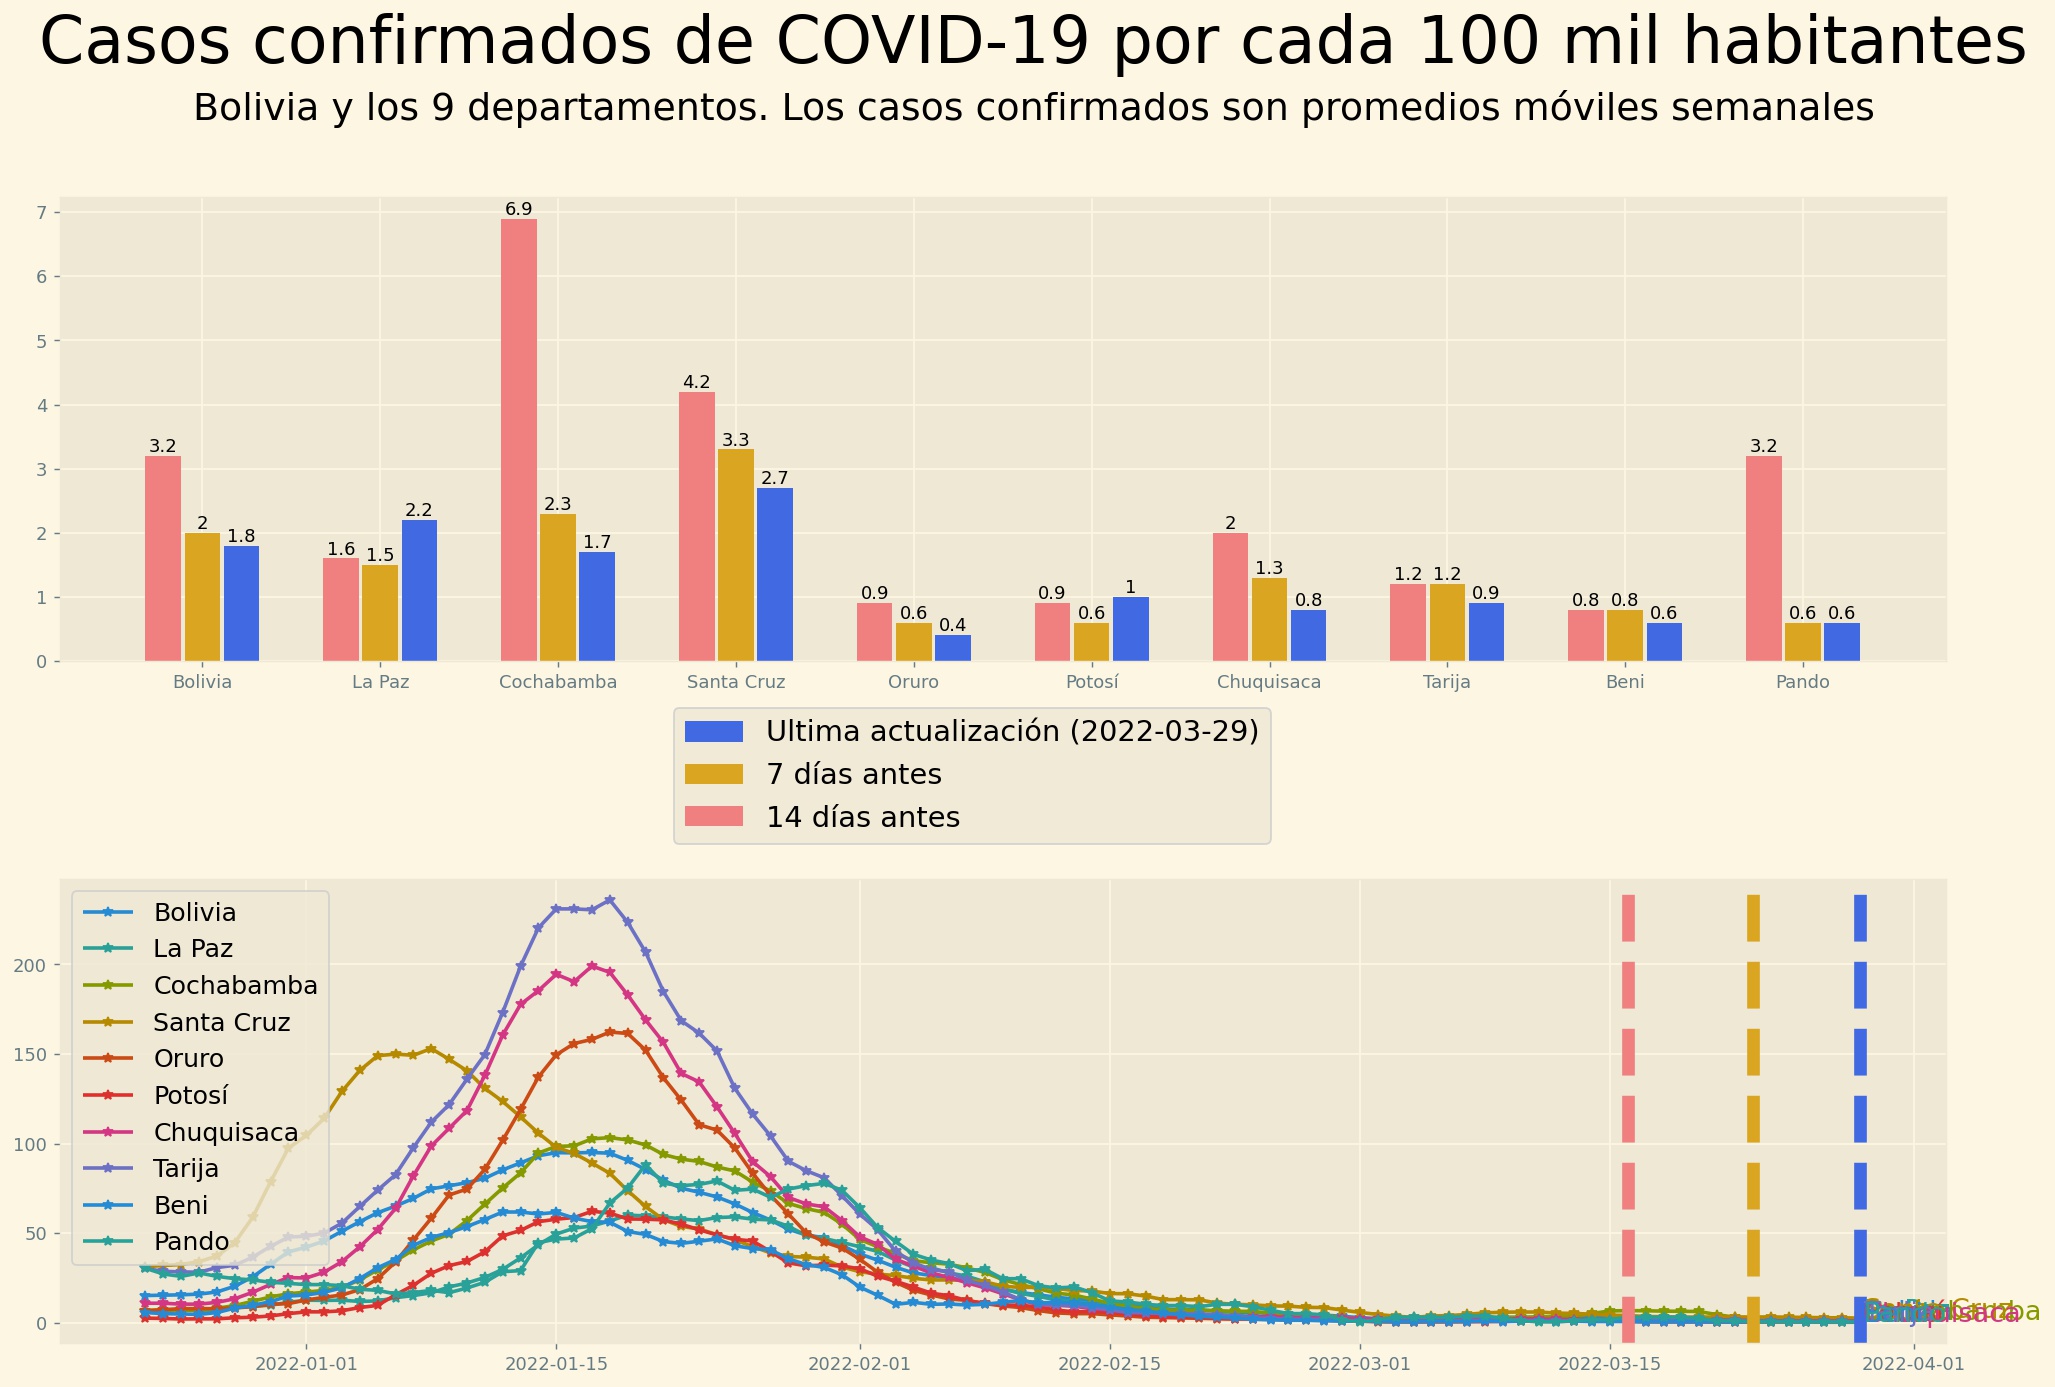 Casos confirmados de COVID-19 por cada 100 mil habitantes
Bolivia y los 9 departamentos. Los casos confirmados son promedios móviles semanales
7
6
5
4
3
2
1
0
3.2 2 1.8
1.6 1.5 2.2
6.9 2.3 1.7
4.2 3.3 2.7
0.9 0.6 0.4
0.9 0.6 1
2 1.3 0.8
1.2 1.2 0.9
0.8 0.8 0.6
3.2 0.6 0.6
Bolivia La Paz Cochabamba Santa Cruz Oruro Potosí Chuquisaca Tarija Beni Pando
Ultima actualización (2022-03-29)
7 días antes
14 días antes
200
150
100
50
0
Bolivia
La Paz
Cochabamba
Santa Cruz
Oruro
Potosí
Chuquisaca
Tarija
Beni
Pando
2022-01-01 2022-01-15 2022-02-01 2022-02-15 2022-03-01 2022-03-15 2022-04-01